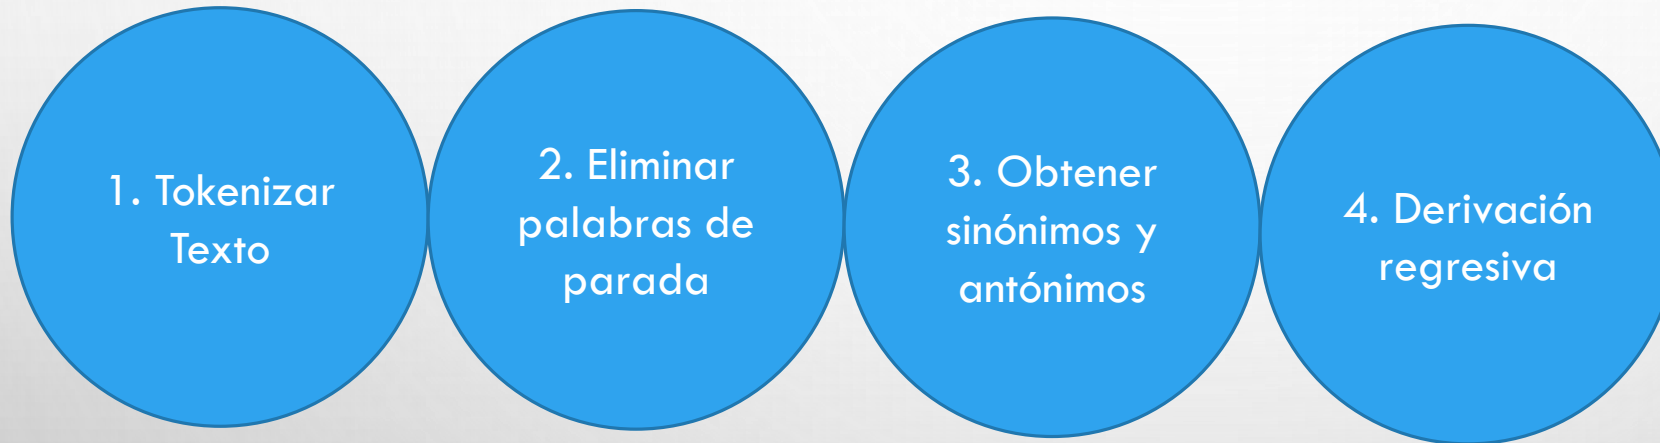 1. Tokenizar
Texto
2. Eliminar
palabras de
parada
3. Obtener
sinónimos y
antónimos
4. Derivación
regresiva